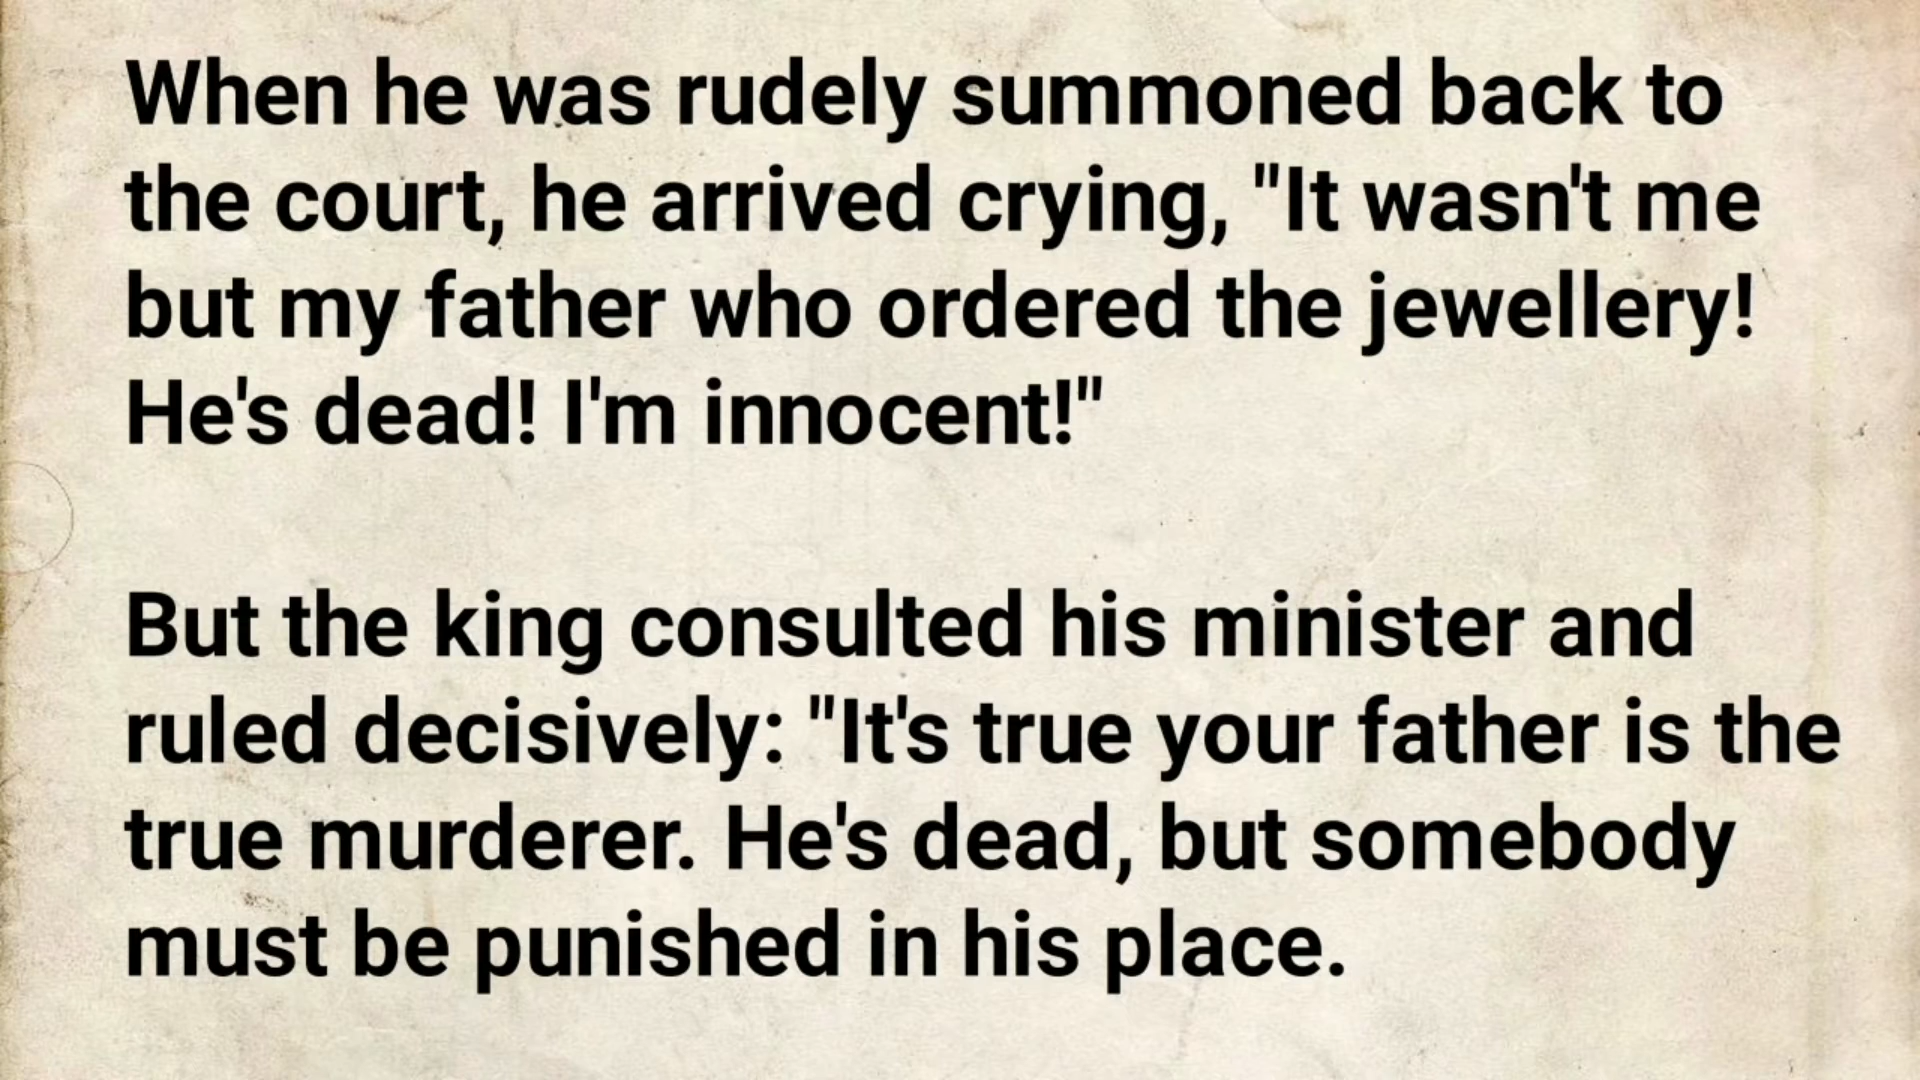 When he was rudely summoned back to
the court, he arrived crying, "It wasn't me
but my father who ordered the jewellery!
He's dead! I'm innocent!"
But the king consulted his minister and
ruled decisively: "It's true your father is the
true murderer. He's dead, but somebody
must be punished in his place.